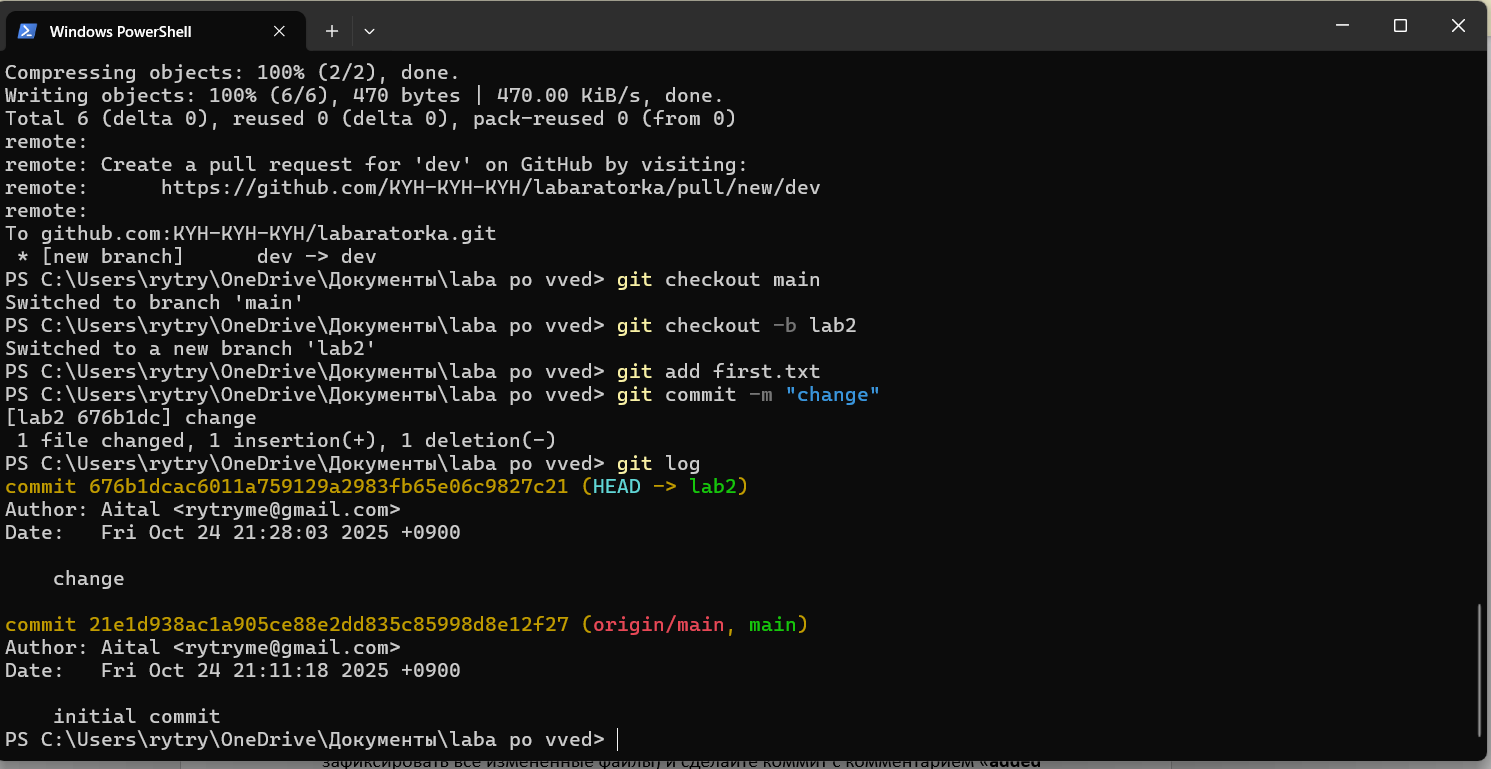 Windows PowerShell
Compressing objects: 100% (2/2), done.
Writing objects: 100% (6/6), 470 bytes | 470.00 KiB/s, done.
Total 6 (delta 0), reused 0 (delta 0), pack-reused 0 (from 0)
remote:
remote: Create a pull request for 'dev' on GitHub by visiting:
remote:      https://github.com/KYH-KYH-KYH/labaratorka/pull/new/dev
remote:
To github.com:KYH-KYH-KYH/labaratorka.git
 * [new branch]      dev -> dev
PS C:\Users\rytry\OneDrive\Документы\laba po vved> git checkout main
Switched to branch 'main'
PS C:\Users\rytry\OneDrive\Документы\laba po vved> git checkout -b lab2
Switched to a new branch 'lab2'
PS C:\Users\rytry\OneDrive\Документы\laba po vved> git add first.txt
PS C:\Users\rytry\OneDrive\Документы\laba po vved> git commit -m "change"
[lab2 676b1dc] change
 1 file changed, 1 insertion(+), 1 deletion(-)
PS C:\Users\rytry\OneDrive\Документы\laba po vved> git log
commit 676b1dcac6011a759129a2983fb65e06c9827c21 (HEAD -> lab2)
Author: Aital <rytryme@gmail.com>
Date:   Fri Oct 24 21:28:03 2025 +0900
    change
commit 21e1d938ac1a905ce88e2dd835c85998d8e12f27 (origin/main, main)
Author: Aital <rytryme@gmail.com>
Date:   Fri Oct 24 21:11:18 2025 +0900
    initial commit
PS C:\Users\rytry\OneDrive\Документы\laba po vved>
зафиксировать все измененные файлы) и сделайте коммит с комментарием «added